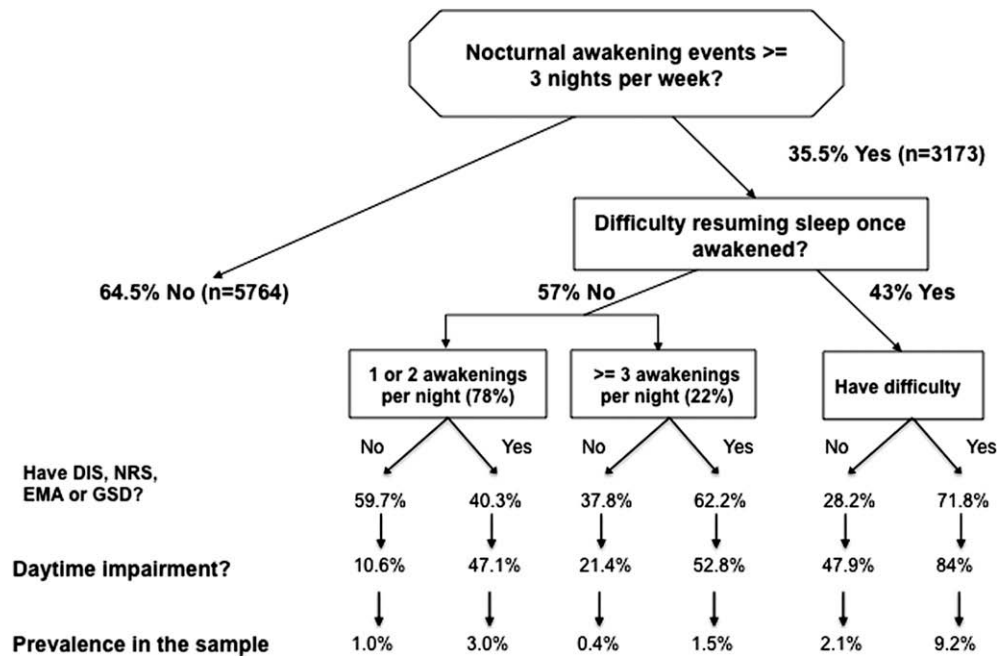 Nocturnal awakening events >=
3 nights per week?
35.5% Yes (n=3173)
Difficulty resuming sleep once
awakened?
64.5% No (n=5764)
57% No
43% Yes
1 or 2 awakenings
per night (78%)
>= 3 awakenings
per night (22%)
Have difficulty
No Yes No Yes No Yes
Have DIS, NRS,
EMA or GSD?
59.7% 40.3% 37.8% 62.2% 28.2% 71.8%
Daytime impairment? 10.6% 47.1% 21.4% 52.8% 47.9% 84%
Prevalence in the sample 1.0% 3.0% 0.4% 1.5% 2.1% 9.2%